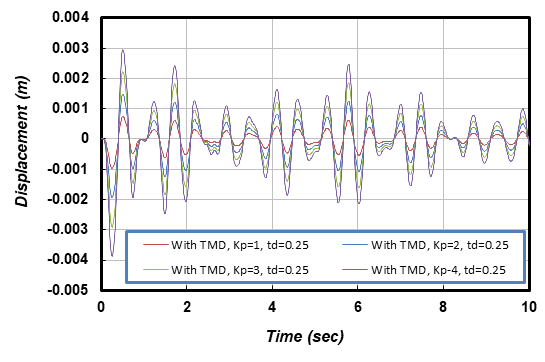 0.004
0.003
0.002
0.001
0
-0.001
-0.002
-0.003
-0.004
-0.005
Displacement (m)
With TMD, Kp=1, td=0.25
With TMD, Kp=2, td=0.25
With TMD, Kp=3, td=0.25
With TMD, Kp-4, td=0.25
0 2 4 6 8 10
Time (sec)